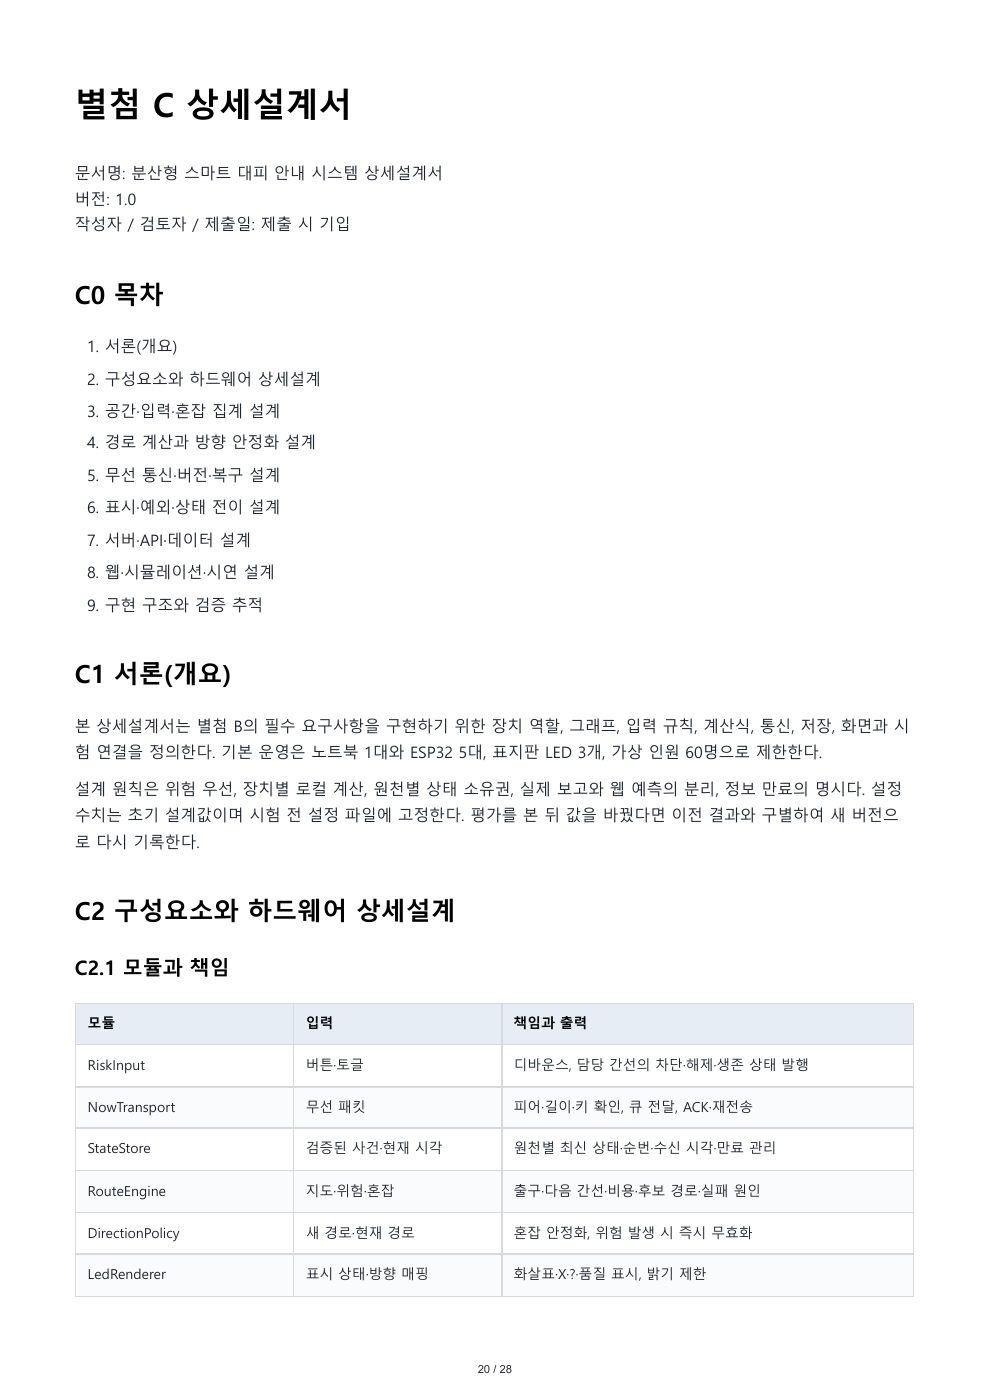 별첨 C 상세설계서
문서명: 분산형 스마트 대피 안내 시스템 상세설계서
버전: 1.0
작성자 / 검토자 / 제출일: 제출 시 기입
C0 목차
1. 서론(개요)
2. 구성요소와 하드웨어 상세설계
3. 공간·입력·혼잡 집계 설계
4. 경로 계산과 방향 안정화 설계
5. 무선 통신·버전·복구 설계
6. 표시·예외·상태 전이 설계
7. 서버·API·데이터 설계
8. 웹·시뮬레이션·시연 설계
9. 구현 구조와 검증 추적
C1 서론(개요)
본 상세설계서는 별첨 B의 필수 요구사항을 구현하기 위한 장치 역할, 그래프, 입력 규칙, 계산식, 통신, 저장, 화면과 시
험 연결을 정의한다. 기본 운영은 노트북 1대와 ESP32 5대, 표지판 LED 3개, 가상 인원 60명으로 제한한다.
설계 원칙은 위험 우선, 장치별 로컬 계산, 원천별 상태 소유권, 실제 보고와 웹 예측의 분리, 정보 만료의 명시다. 설정
수치는 초기 설계값이며 시험 전 설정 파일에 고정한다. 평가를 본 뒤 값을 바꿨다면 이전 결과와 구별하여 새 버전으
로 다시 기록한다.
C2 구성요소와 하드웨어 상세설계
C2.1 모듈과 책임
모듈 입력 책임과 출력
RiskInput 버튼·토글 디바운스, 담당 간선의 차단·해제·생존 상태 발행
NowTransport 무선 패킷 피어·길이·키 확인, 큐 전달, ACK·재전송
StateStore 검증된 사건·현재 시각 원천별 최신 상태·순번·수신 시각·만료 관리
RouteEngine 지도·위험·혼잡 출구·다음 간선·비용·후보 경로·실패 원인
DirectionPolicy 새 경로·현재 경로 혼잡 안정화, 위험 발생 시 즉시 무효화
LedRenderer 표시 상태·방향 매핑 화살표·X·?·품질 표시, 밝기 제한
20 / 28